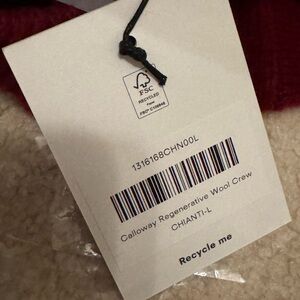 FSC
RECYCLED
1316168CHN00L
Calloway Regenerative Wool Crew
CHIANTI-L
Recycle me